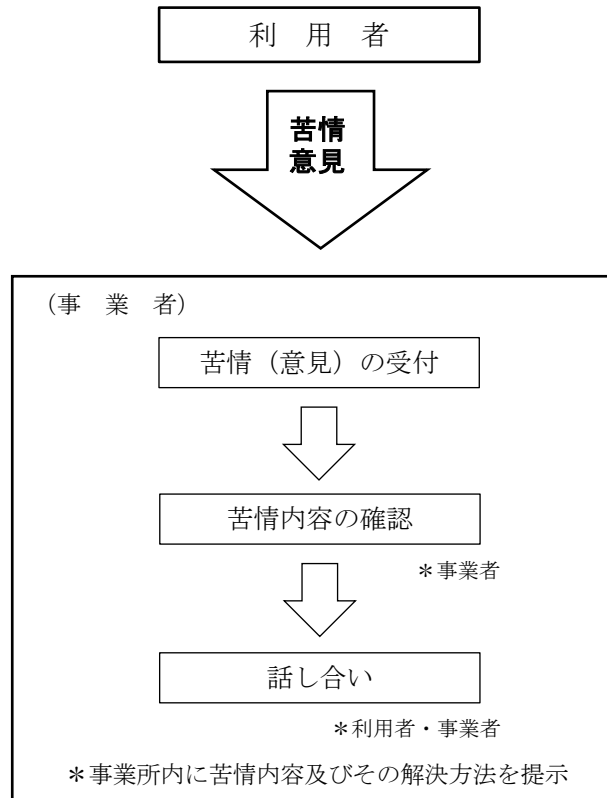 利　用　者
苦情
意見
（事　業　者）
苦情（意見）の受付
苦情内容の確認
＊事業者
話し合い
＊利用者・事業者
＊事業所内に苦情内容及びその解決方法を提示